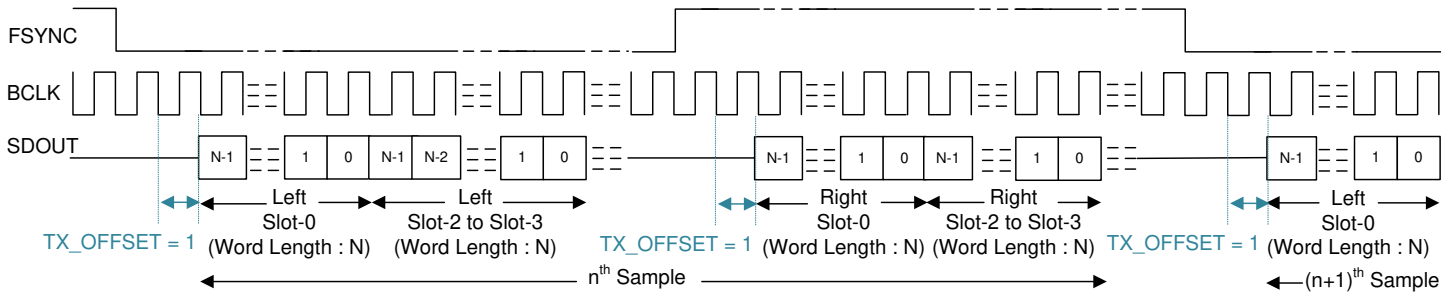 FSYNC
BCLK
SDOUT
N-1 1 0 N-1 N-2 1 0 N-1 1 0 N-1 1 0 N-1 1 0
Left Left Right Right Left
Slot-0 Slot-2 to Slot-3 Slot-0 Slot-2 to Slot-3 Slot-0
TX_OFFSET = 1 (Word Length : N) (Word Length : N) TX_OFFSET = 1 (Word Length : N) (Word Length : N) TX_OFFSET = 1 (Word Length : N)
nth Sample (n+1)th Sample